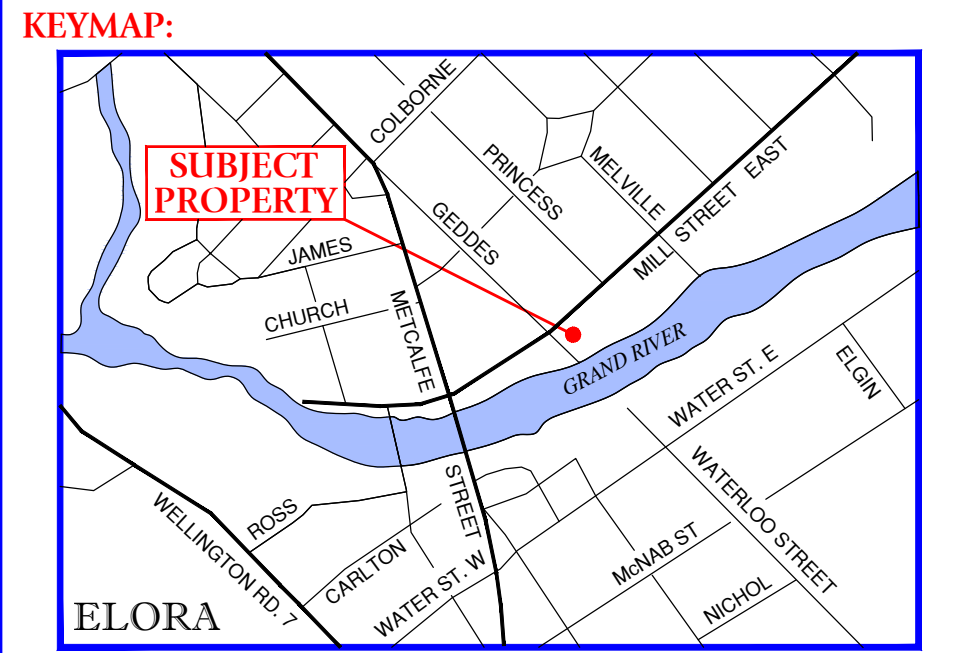 KEYMAP:
COLBORNE
SUBJECT
PROPERTY
PRINCESS
MELVILLE
MILL STREET EAST
GEDDES
JAMES
CHURCH
METCALFE
STREET
GRAND RIVER
WATER ST. E
ELGIN
WATERLOO STREET
ROSS
WELLINGTON RD. 7
CARLTON
WATER ST. W
McNAB ST
NICHOL
ELORA